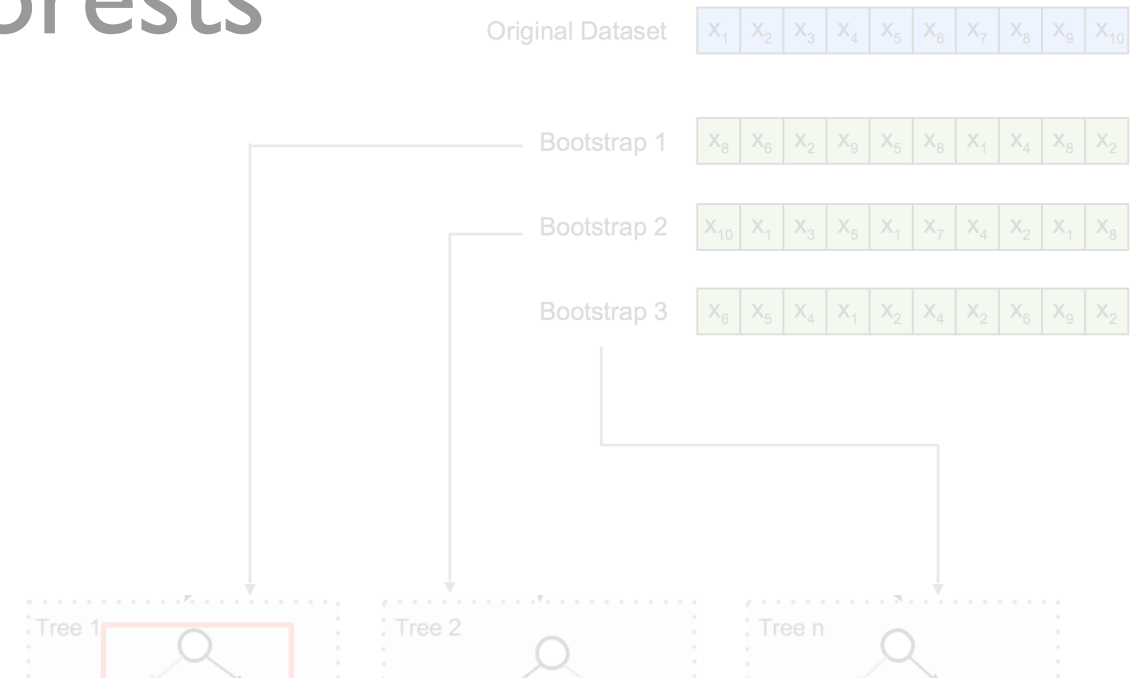 orests
Original Dataset x₁ x₂ x₃ x₄ x₅ x₆ x₇ x₈ x₉ x₁₀
Bootstrap 1 x₈ x₆ x₂ x₉ x₅ x₈ x₁ x₄ x₈ x₂
Bootstrap 2 x₁₀ x₁ x₃ x₅ x₁ x₇ x₄ x₂ x₁ x₈
Bootstrap 3 x₆ x₅ x₄ x₁ x₂ x₄ x₂ x₆ x₉ x₂
Tree 1 Tree 2 Tree n